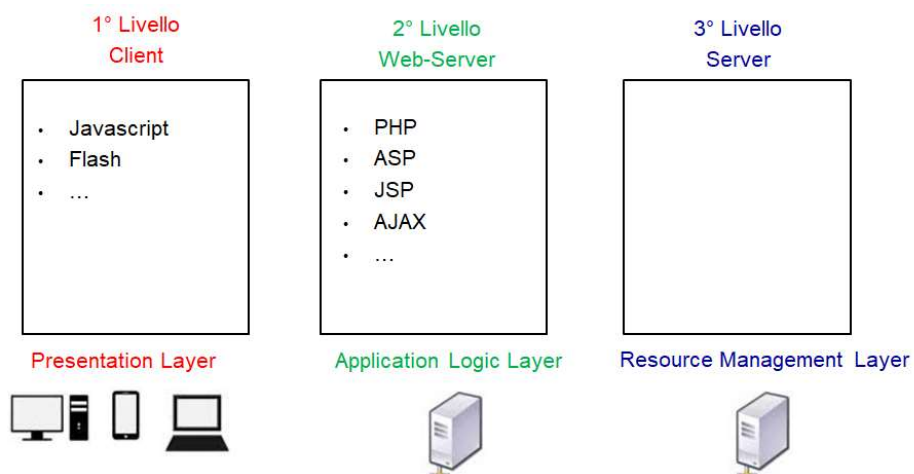 1° Livello
Client
2° Livello
Web-Server
3° Livello
Server
• Javascript
• Flash
• …
• PHP
• ASP
• JSP
• AJAX
• …
Presentation Layer
Application Logic Layer
Resource Management Layer